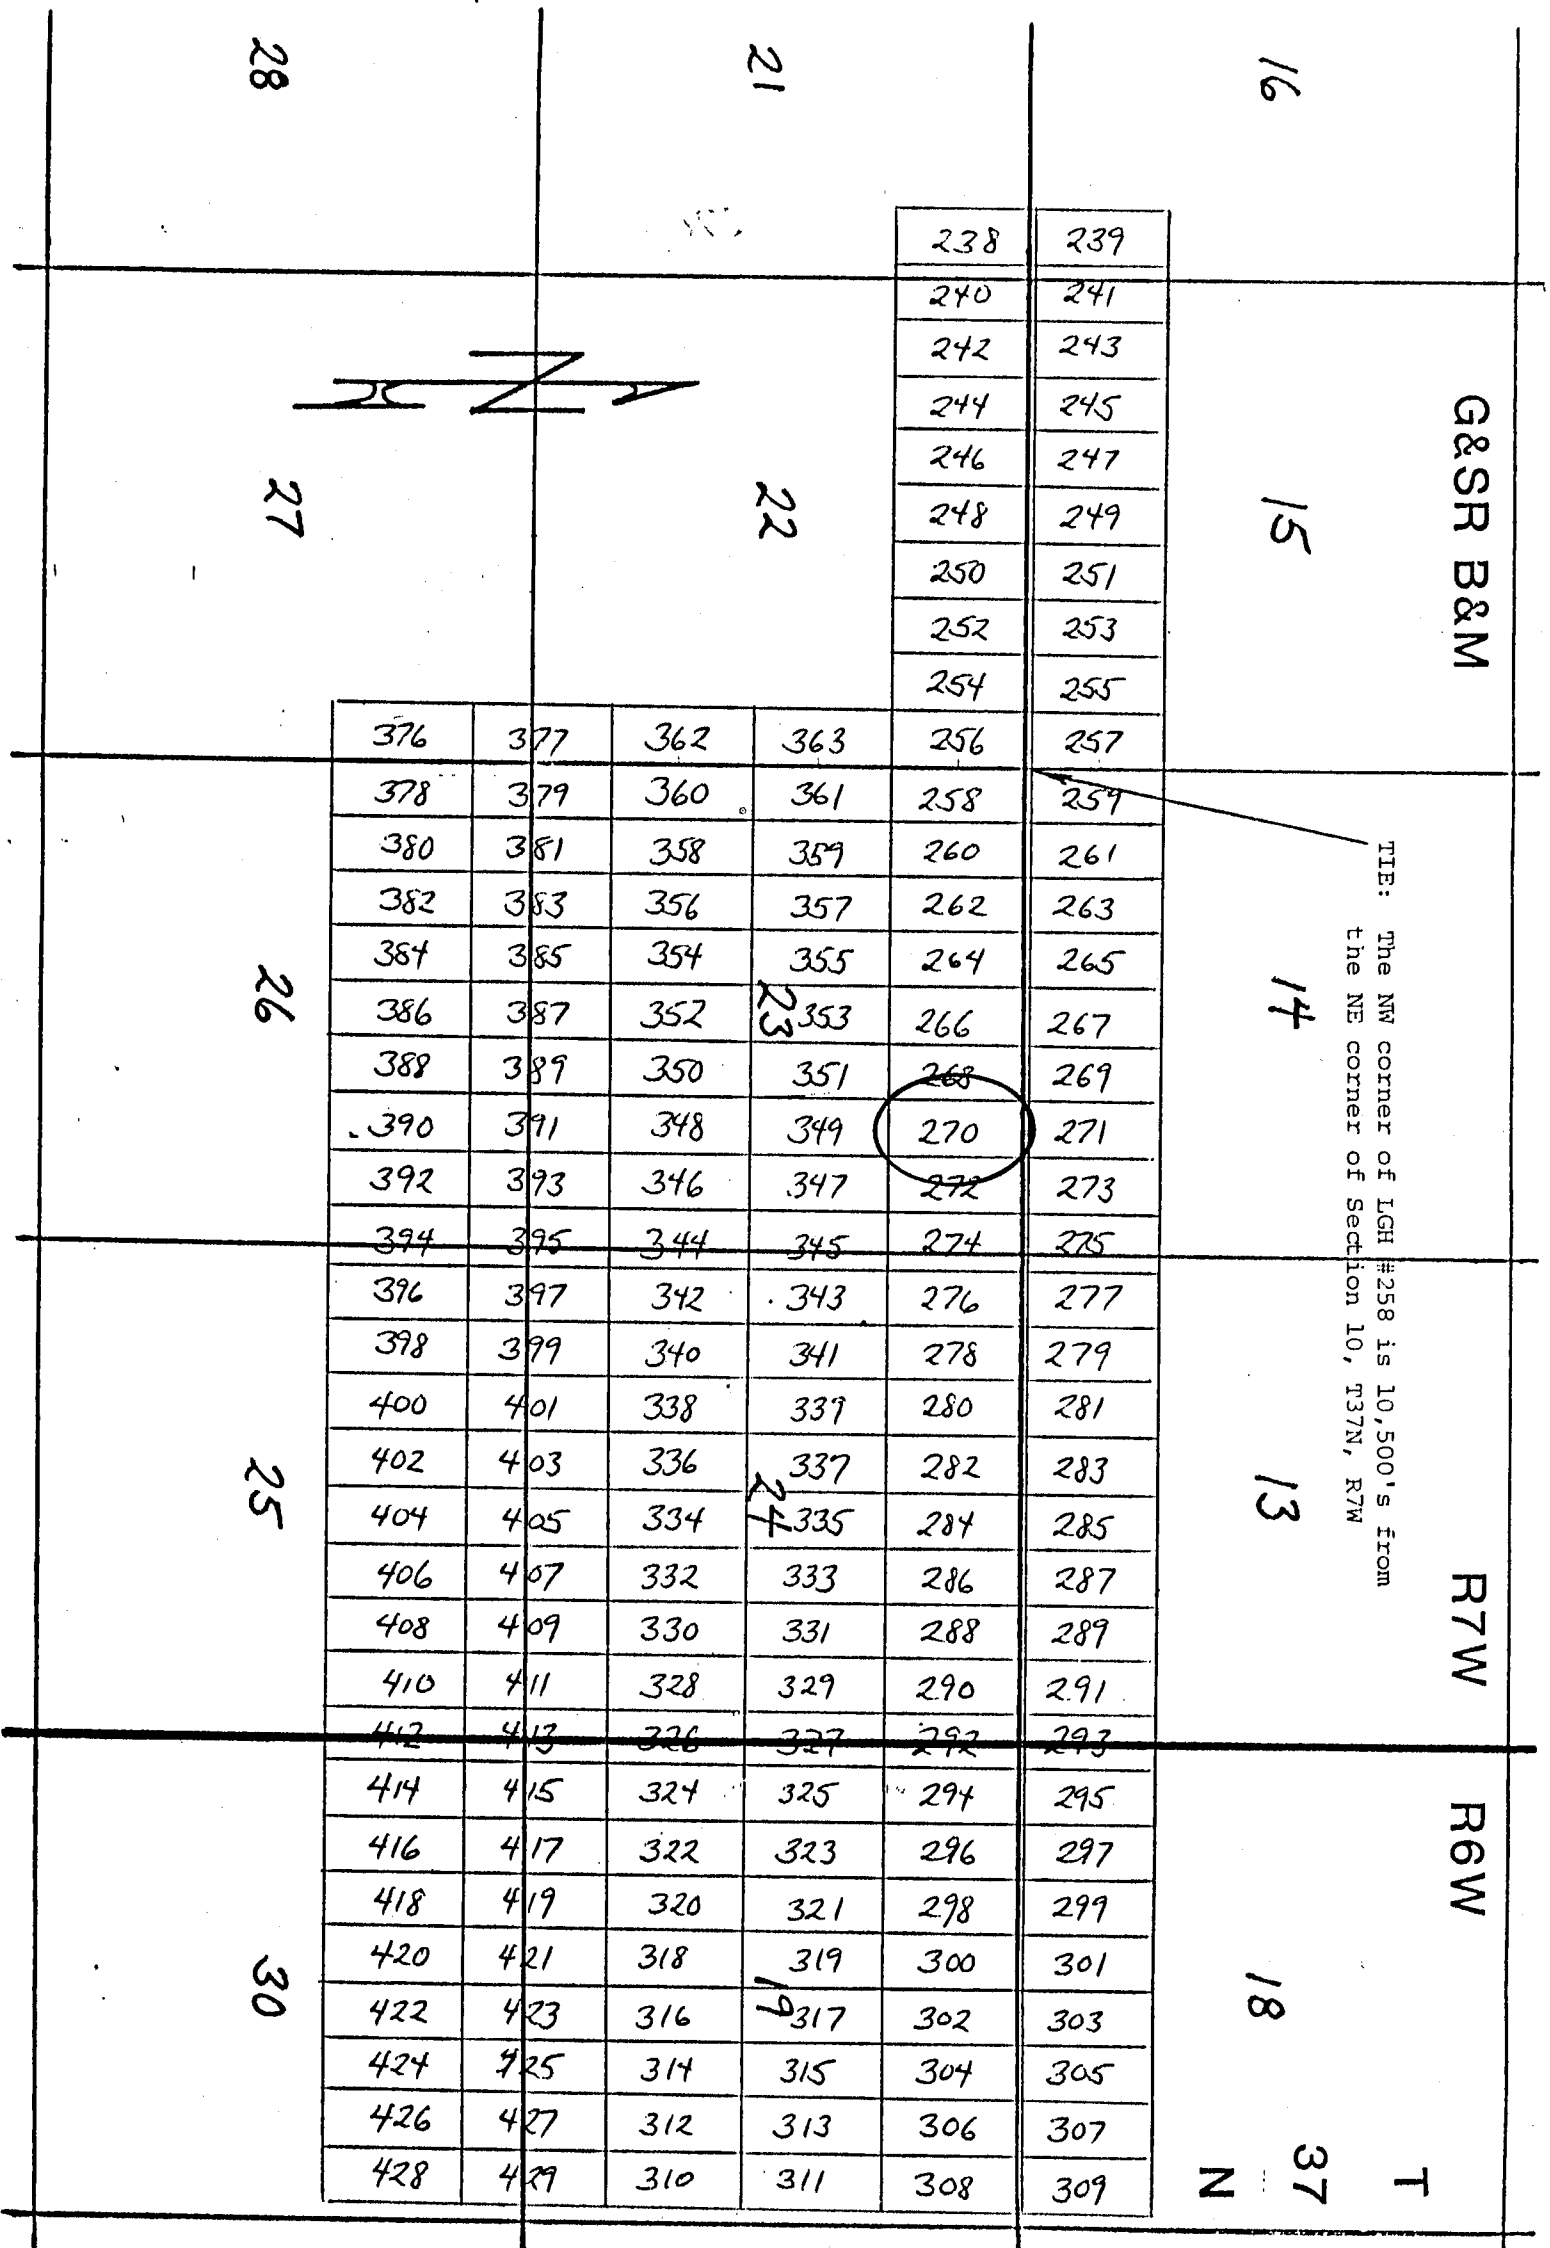 G&SR B&M
R7W
R6W
T
37
N
TIE: The NW corner of LGH #258 is 10,500's from
the NE corner of Section 10, T37N, R7W
16
15
14
13
18
21
22
23
24
19
28
27
26
25
30
N
238 239
240 241
242 243
244 245
246 247
248 249
250 251
252 253
254 255
376 377 362 363 256 257
378 379 360 361 258 259
380 381 358 359 260 261
382 383 356 357 262 263
384 385 354 355 264 265
386 387 352 353 266 267
388 389 350 351 268 269
390 391 348 349 270 271
392 393 346 347 272 273
394 395 344 345 274 275
396 397 342 343 276 277
398 399 340 341 278 279
400 401 338 339 280 281
402 403 336 337 282 283
404 405 334 335 284 285
406 407 332 333 286 287
408 409 330 331 288 289
410 411 328 329 290 291
412 413 326 327 292 293
414 415 324 325 294 295
416 417 322 323 296 297
418 419 320 321 298 299
420 421 318 319 300 301
422 423 316 317 302 303
424 425 314 315 304 305
426 427 312 313 306 307
428 429 310 311 308 309